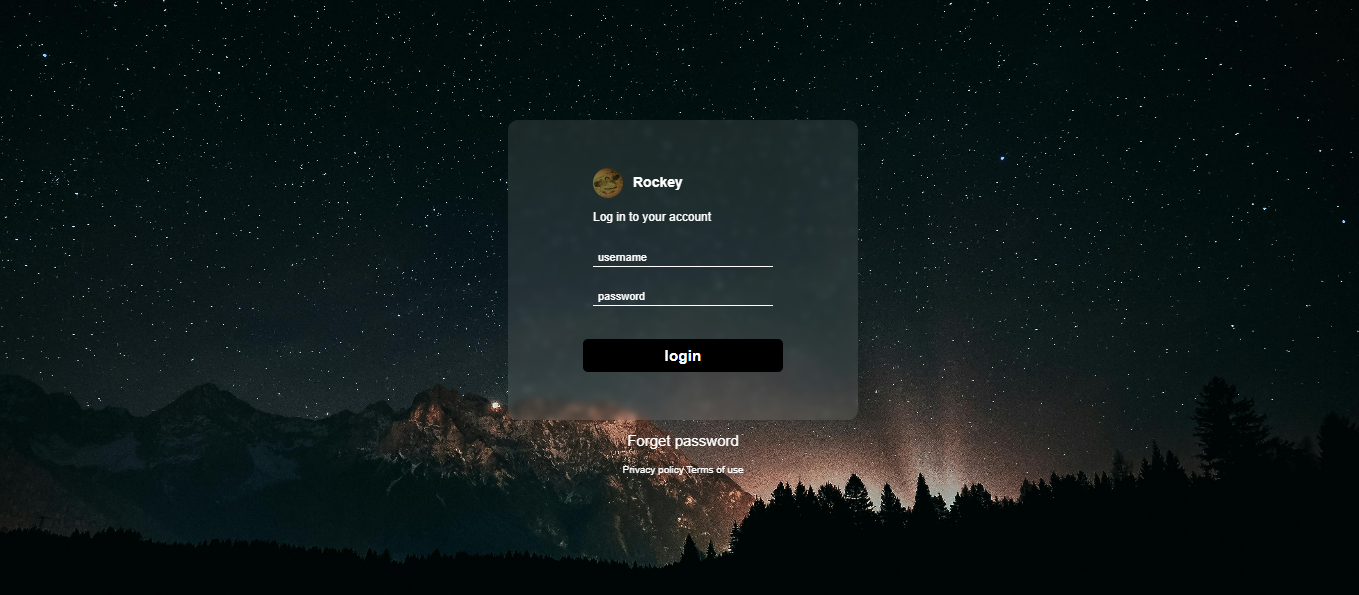 Rockey
Log in to your account
username
password
login
Forget password
Privacy policy Terms of use